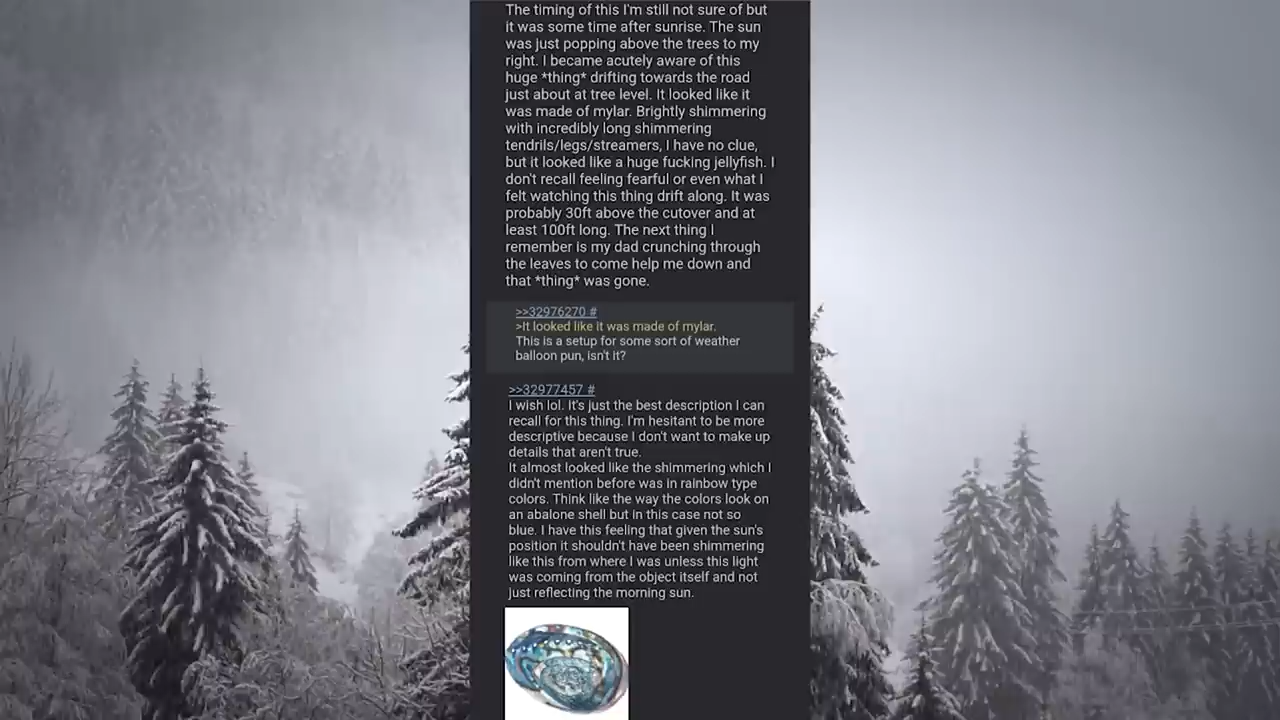 The timing of this I'm still not sure of but
it was some time after sunrise. The sun
was just popping above the trees to my
right. I became acutely aware of this
huge *thing* drifting towards the road
just about at tree level. It looked like it
was made of mylar. Brightly shimmering
with incredibly long shimmering
tendrils/legs/streamers, I have no clue,
but it looked like a huge fucking jellyfish. I
don't recall feeling fearful or even what I
felt watching this thing drift along. It was
probably 30ft above the cutover and at
least 100ft long. The next thing I
remember is my dad crunching through
the leaves to come help me down and
that *thing* was gone.
>>32976270 #
>It looked like it was made of mylar.
This is a setup for some sort of weather
balloon pun, isn't it?
>>32977457 #
I wish lol. It's just the best description I can
recall for this thing. I'm hesitant to be more
descriptive because I don't want to make up
details that aren't true.
It almost looked like the shimmering which I
didn't mention before was in rainbow type
colors. Think like the way the colors look on
an abalone shell but in this case not so
blue. I have this feeling that given the sun's
position it shouldn't have been shimmering
like this from where I was unless this light
was coming from the object itself and not
just reflecting the morning sun.